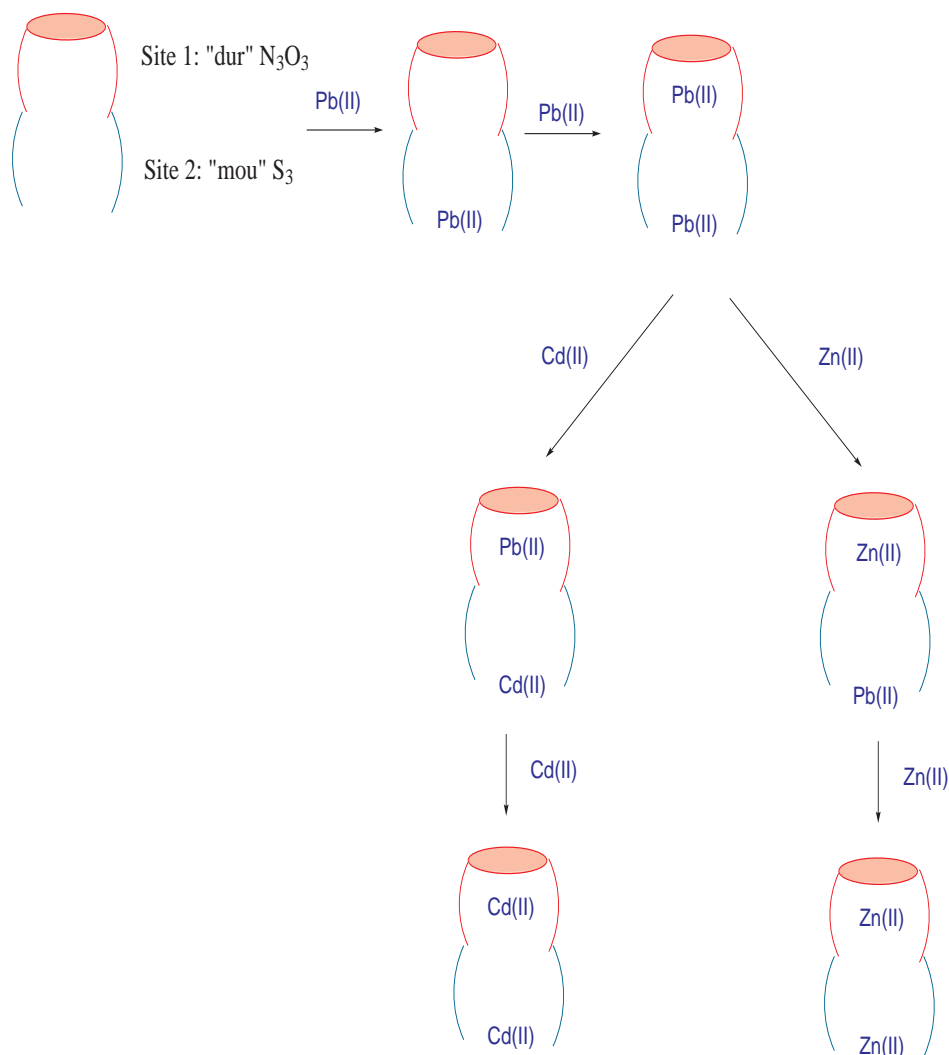 Site 1: "dur" N₃O₃
Site 2: "mou" S₃
Pb(II)
Pb(II)
Pb(II)
Pb(II)
Pb(II)
Cd(II)
Zn(II)
Pb(II)
Cd(II)
Zn(II)
Pb(II)
Cd(II)
Zn(II)
Cd(II)
Cd(II)
Zn(II)
Zn(II)